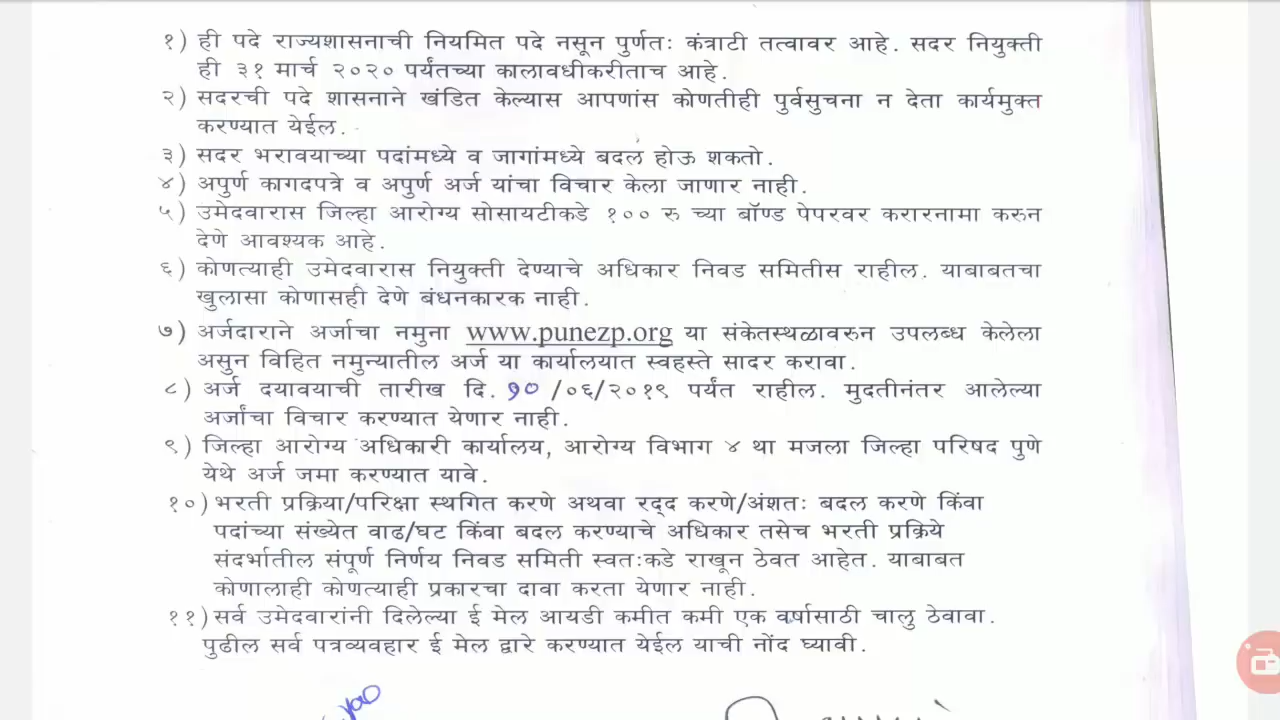 १) ही पदे राज्यशासनाची नियमित पदे नसून पुर्णतः कंत्राटी तत्वावर आहे. सदर नियुक्ती
ही ३१ मार्च २०२० पर्यंतच्या कालावधीकरीताच आहे.
२) सदरची पदे शासनाने खंडित केल्यास आपणांस कोणतीही पुर्वसुचना न देता कार्यमुक्त
करण्यात येईल.
३) सदर भरावयाच्या पदांमध्ये व जागांमध्ये बदल होऊ शकतो.
४) अपुर्ण कागदपत्रे व अपुर्ण अर्ज यांचा विचार केला जाणार नाही.
५) उमेदवारास जिल्हा आरोग्य सोसायटीकडे १०० रु च्या बॉण्ड पेपरवर करारनामा करुन
देणे आवश्यक आहे.
६) कोणत्याही उमेदवारास नियुक्ती देण्याचे अधिकार निवड समितीस राहील. याबाबतचा
खुलासा कोणासही देणे बंधनकारक नाही.
७) अर्जदाराने अर्जाचा नमुना www.punezp.org या संकेतस्थळावरुन उपलब्ध केलेला
असुन विहित नमुन्यातील अर्ज या कार्यालयात स्वहस्ते सादर करावा.
८) अर्ज दयावयाची तारीख दि. १० /०६/२०१९ पर्यंत राहील. मुदतीनंतर आलेल्या
अर्जांचा विचार करण्यात येणार नाही.
९) जिल्हा आरोग्य अधिकारी कार्यालय, आरोग्य विभाग ४ था मजला जिल्हा परिषद पुणे
येथे अर्ज जमा करण्यात यावे.
१०) भरती प्रक्रिया/परिक्षा स्थगित करणे अथवा रद्द करणे/अंशतः बदल करणे किंवा
पदांच्या संख्येत वाढ/घट किंवा बदल करण्याचे अधिकार तसेच भरती प्रक्रिये
संदर्भातील संपूर्ण निर्णय निवड समिती स्वतःकडे राखून ठेवत आहेत. याबाबत
कोणालाही कोणत्याही प्रकारचा दावा करता येणार नाही.
११) सर्व उमेदवारांनी दिलेल्या ई मेल आयडी कमीत कमी एक वर्षासाठी चालु ठेवावा.
पुढील सर्व पत्रव्यवहार ई मेल द्वारे करण्यात येईल याची नोंद घ्यावी.